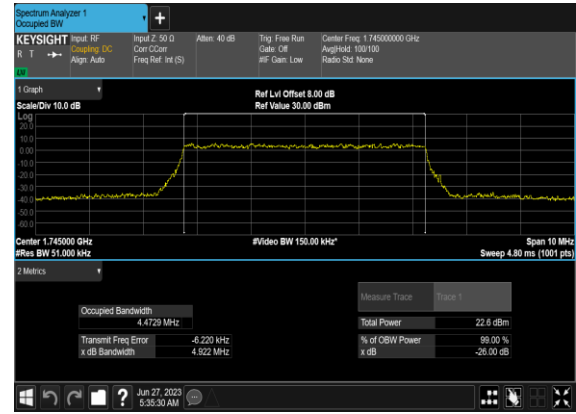 Spectrum Analyzer 1
Occupied BW
+
KEYSIGHT Input: RF Input Z: 50 Ω Atten: 40 dB Trig: Free Run Center Freq: 1.745000000 GHz
R T Coupling: DC Corr CCorr Gate: Off Avg|Hold: 100/100
Align: Auto Freq Ref: Int (S) #IF Gain: Low Radio Std: None
LVI
1 Graph
Ref Lvl Offset 8.00 dB
Scale/Div 10.0 dB Ref Value 30.00 dBm
Log
20.0
10.0
0.00
-10.0
-20.0
-30.0
-40.0
-50.0
-60.0
Center 1.745000 GHz #Video BW 150.00 kHz* Span 10 MHz
#Res BW 51.000 kHz Sweep 4.80 ms (1001 pts)
2 Metrics
Measure Trace Trace 1
Occupied Bandwidth
4.4729 MHz Total Power 22.6 dBm
Transmit Freq Error -6.220 kHz % of OBW Power 99.00 %
x dB Bandwidth 4.922 MHz x dB -26.00 dB
? Jun 27, 2023
5:35:30 AM